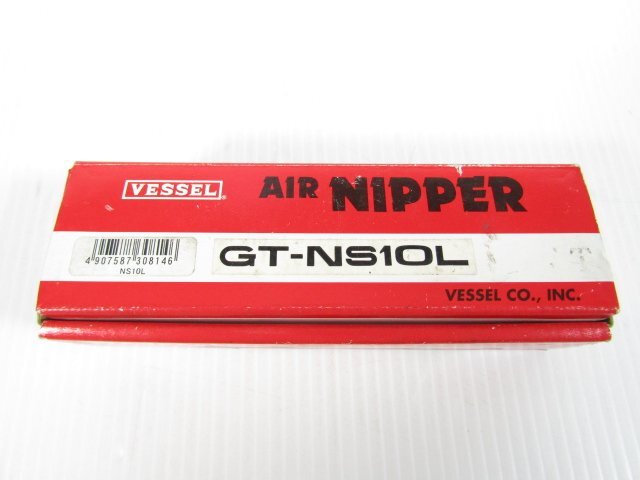 VESSEL®
AIR NIPPER
4 907587 308146
NS10L
GT-NS10L
VESSEL CO., INC.